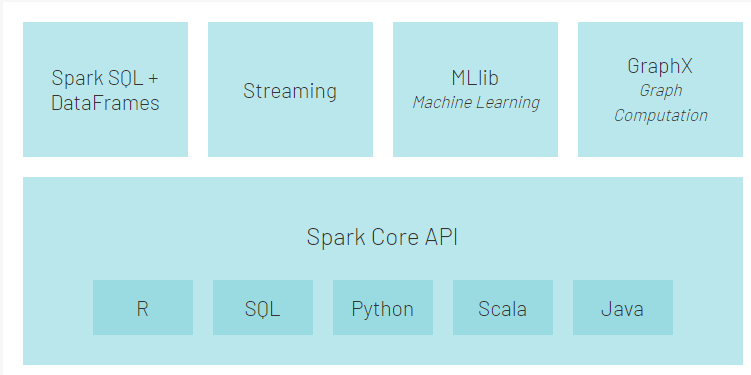 Spark SQL +
DataFrames
Streaming
MLlib
Machine Learning
GraphX
Graph
Computation
Spark Core API
R
SQL
Python
Scala
Java